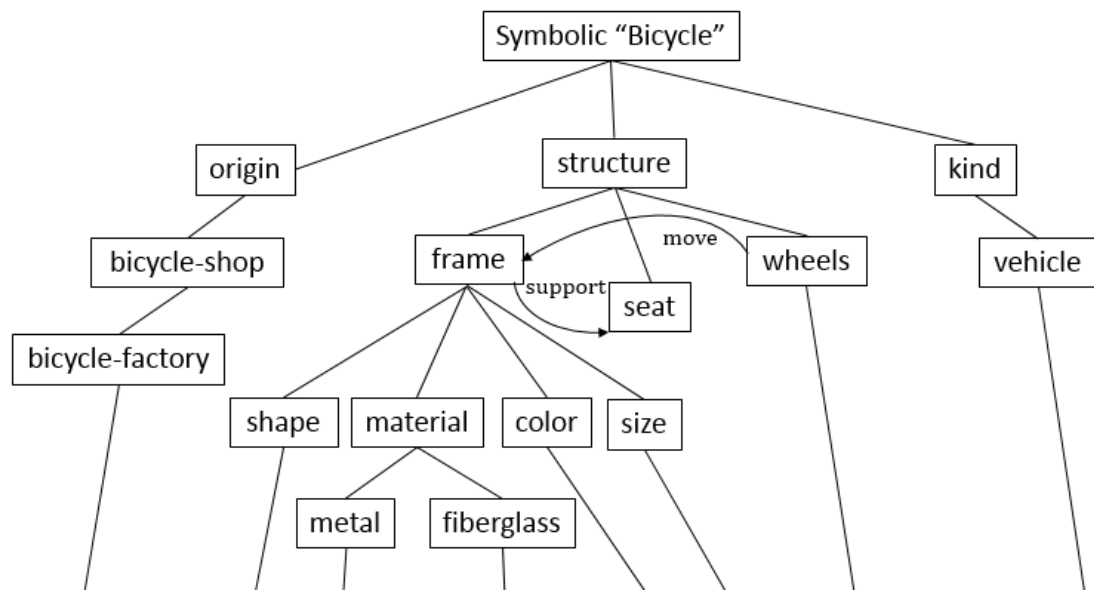 Symbolic “Bicycle”
origin
structure
kind
bicycle-shop
frame
move
wheels
vehicle
support
seat
bicycle-factory
shape
material
color
size
metal
fiberglass